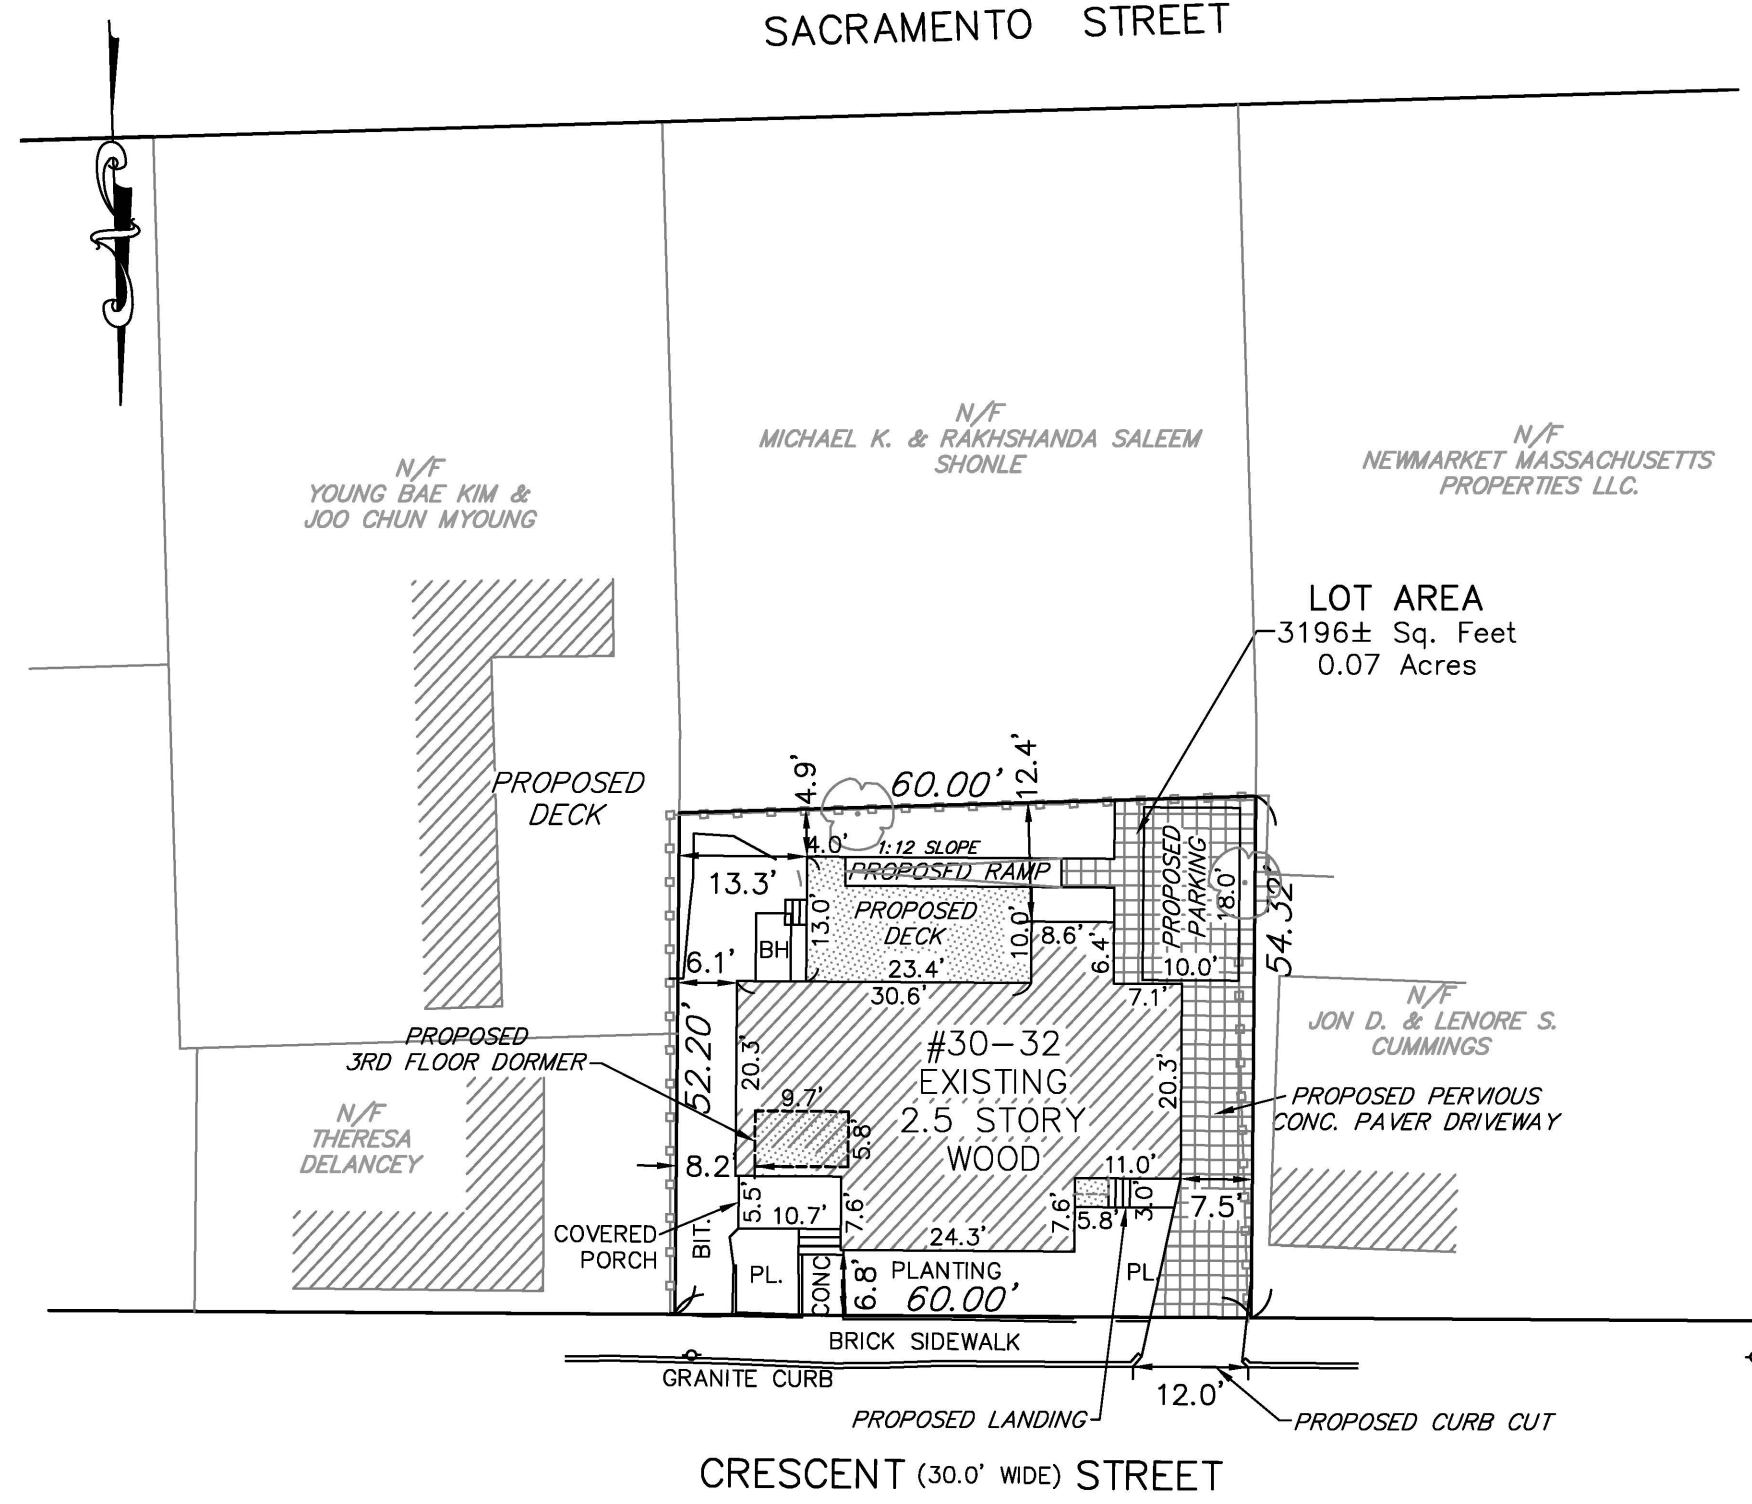 SACRAMENTO STREET
N/F
MICHAEL K. & RAKHSHANDA SALEEM
SHONLE
N/F
NEWMARKET MASSACHUSETTS
PROPERTIES LLC.
N/F
YOUNG BAE KIM &
JOO CHUN MYOUNG
LOT AREA
3196± Sq. Feet
0.07 Acres
PROPOSED
DECK
4.9'
60.00'
12.4'
4.0'
1:12 SLOPE
PROPOSED RAMP
13.3'
PROPOSED
PARKING
18.0'
54.32'
13.0'
PROPOSED
DECK
10.0'
8.6'
6.4'
BH
6.1'
23.4'
10.0'
30.6'
7.1'
N/F
JON D. & LENORE S.
CUMMINGS
52.20'
PROPOSED
3RD FLOOR DORMER
20.3'
#30-32
EXISTING
2.5 STORY
WOOD
20.3'
9.7'
5.8'
PROPOSED PERVIOUS
CONC. PAVER DRIVEWAY
N/F
THERESA
DELANCEY
8.2'
11.0'
5.5'
10.7'
7.6'
7.6'
5.8'
3.0'
7.5'
COVERED
PORCH
BIT.
24.3'
PL.
CONC
6.8'
PLANTING
60.00'
PL.
BRICK SIDEWALK
GRANITE CURB
12.0'
PROPOSED LANDING
PROPOSED CURB CUT
CRESCENT (30.0' WIDE) STREET